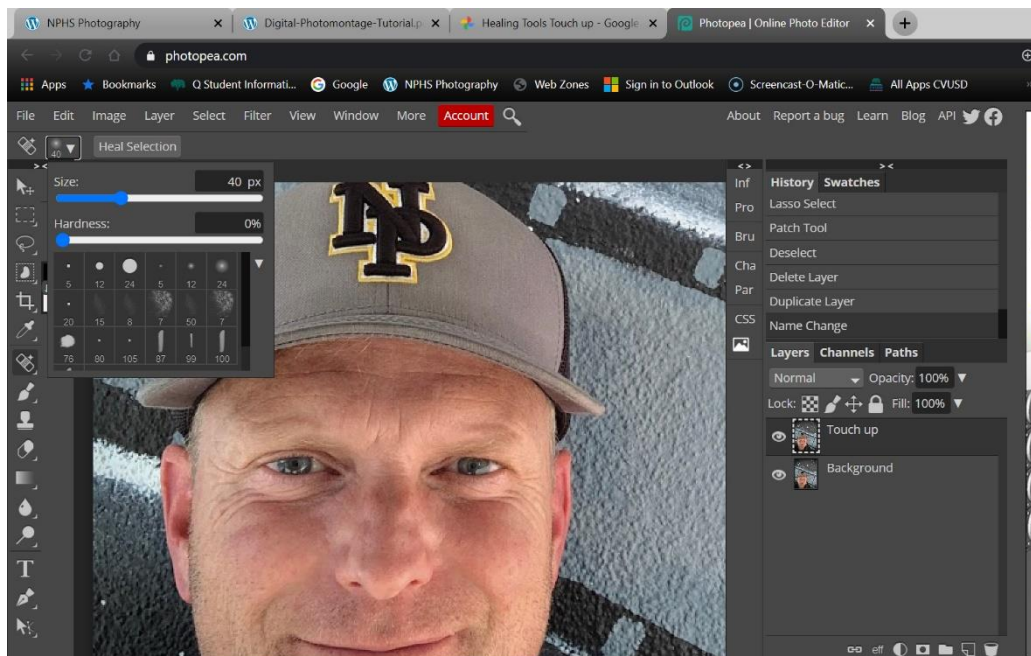 NPHS Photography
Digital-Photomontage-Tutorial.p
Healing Tools Touch up - Google
Photopea | Online Photo Editor
photopea.com
Apps Bookmarks Q Student Informati... Google NPHS Photography Web Zones Sign in to Outlook Screencast-O-Matic... All Apps CVUSD
File Edit Image Layer Select Filter View Window More Account About Report a bug Learn Blog API
40 Heal Selection
Size: 40 px
Hardness: 0%
5 12 24 5 12 24
20 15 8 7 50 7
76 80 105 87 99 100
NP
Inf
Pro
Bru
Cha
Par
CSS
History Swatches
Lasso Select
Patch Tool
Deselect
Delete Layer
Duplicate Layer
Name Change
Layers Channels Paths
Normal Opacity: 100%
Lock: Fill: 100%
Touch up
Background
eff